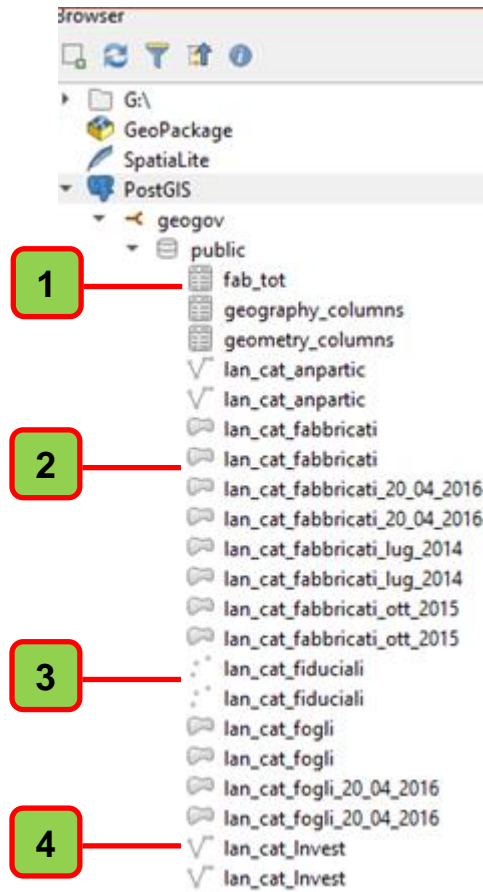 Browser
G:\
GeoPackage
SpatiaLite
PostGIS
geogov
public
1
fab_tot
geography_columns
geometry_columns
lan_cat_anpartic
lan_cat_anpartic
lan_cat_fabbricati
2
lan_cat_fabbricati
lan_cat_fabbricati_20_04_2016
lan_cat_fabbricati_20_04_2016
lan_cat_fabbricati_lug_2014
lan_cat_fabbricati_lug_2014
lan_cat_fabbricati_ott_2015
lan_cat_fabbricati_ott_2015
3
lan_cat_fiduciali
lan_cat_fiduciali
lan_cat_fogli
lan_cat_fogli
lan_cat_fogli_20_04_2016
lan_cat_fogli_20_04_2016
4
lan_cat_Invest
lan_cat_Invest